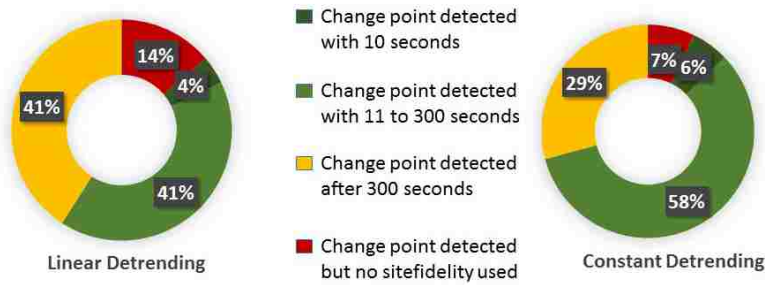 14%
4%
41%
41%
Linear Detrending
Change point detected
with 10 seconds
Change point detected
with 11 to 300 seconds
Change point detected
after 300 seconds
Change point detected
but no sitefidelity used
7%
6%
29%
58%
Constant Detrending